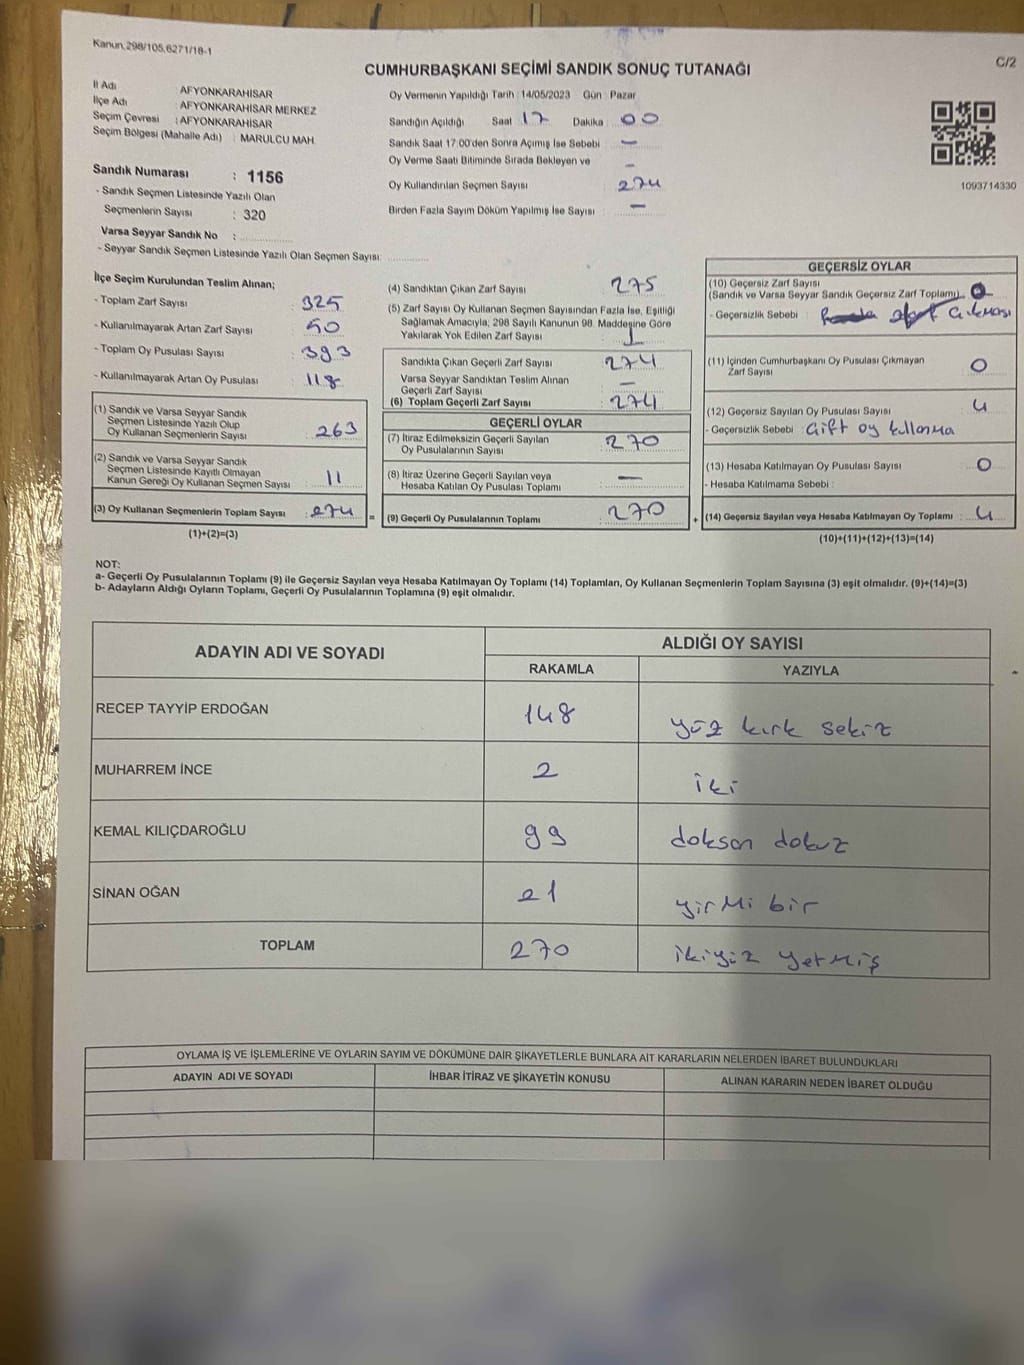 Kanun,298/105,6271/18-1
C/2
CUMHURBAŞKANI SEÇİMİ SANDIK SONUÇ TUTANAĞI
İl Adı : AFYONKARAHİSAR
İlçe Adı : AFYONKARAHİSAR MERKEZ
Seçim Çevresi : AFYONKARAHİSAR
Seçim Bölgesi (Mahalle Adı) : MARULCU MAH.
Sandık Numarası : 1156
- Sandık Seçmen Listesinde Yazılı Olan
Seçmenlerin Sayısı : 320
Varsa Seyyar Sandık No :
- Seyyar Sandık Seçmen Listesinde Yazılı Olan Seçmen Sayısı:
Oy Vermenin Yapıldığı Tarih : 14/05/2023 Gün : Pazar
Sandığın Açıldığı Saat 17 Dakika 00
Sandık Saat 17:00'den Sonra Açımış İse Sebebi : —
Oy Verme Saati Bitiminde Sırada Bekleyen ve –
Oy Kullandırılan Seçmen Sayısı : 274
Birden Fazla Sayım Döküm Yapılmış İse Sayısı : —
1093714330
İlçe Seçim Kurulundan Teslim Alınan;
- Toplam Zarf Sayısı : 325
- Kullanılmayarak Artan Zarf Sayısı : 50
- Toplam Oy Pusulası Sayısı : 393
- Kullanılmayarak Artan Oy Pusulası : 118
(1) Sandık ve Varsa Seyyar Sandık
Seçmen Listesinde Yazılı Olup
Oy Kullanan Seçmenlerin Sayısı : 263
(2) Sandık ve Varsa Seyyar Sandık
Seçmen Listesinde Kayıtlı Olmayan
Kanun Gereği Oy Kullanan Seçmen Sayısı : 11
(3) Oy Kullanan Seçmenlerin Toplam Sayısı : 274 =
(1)+(2)=(3)
(4) Sandıktan Çıkan Zarf Sayısı : 275
(5) Zarf Sayısı Oy Kullanan Seçmen Sayısından Fazla İse, Eşitliği
Sağlamak Amacıyla; 298 Sayılı Kanunun 98. Maddesine Göre
Yakılarak Yok Edilen Zarf Sayısı : 1
Sandıkta Çıkan Geçerli Zarf Sayısı : 274
Varsa Seyyar Sandıktan Teslim Alınan
Geçerli Zarf Sayısı : —
(6) Toplam Geçerli Zarf Sayısı : 274
GEÇERLİ OYLAR
(7) İtiraz Edilmeksizin Geçerli Sayılan
Oy Pusulalarının Sayısı : 270
(8) İtiraz Üzerine Geçerli Sayılan veya
Hesaba Katılan Oy Pusulası Toplamı : —
(9) Geçerli Oy Pusulalarının Toplamı : 270 +
GEÇERSİZ OYLAR
(10) Geçersiz Zarf Sayısı
(Sandık ve Varsa Seyyar Sandık Geçersiz Zarf Toplamı)
- Geçersizlik Sebebi : zarf çıkması
(11) İçinden Cumhurbaşkanı Oy Pusulası Çıkmayan
Zarf Sayısı : 0
(12) Geçersiz Sayılan Oy Pusulası Sayısı : 4
- Geçersizlik Sebebi : Çift oy kullanma
(13) Hesaba Katılmayan Oy Pusulası Sayısı : 0
- Hesaba Katılmama Sebebi :
(14) Geçersiz Sayılan veya Hesaba Katılmayan Oy Toplamı : 4
(10)+(11)+(12)+(13)=(14)
NOT:
a- Geçerli Oy Pusulalarının Toplamı (9) ile Geçersiz Sayılan veya Hesaba Katılmayan Oy Toplamı (14) Toplamları, Oy Kullanan Seçmenlerin Toplam Sayısına (3) eşit olmalıdır. (9)+(14)=(3)
b- Adayların Aldığı Oyların Toplamı, Geçerli Oy Pusulalarının Toplamına (9) eşit olmalıdır.
ADAYIN ADI VE SOYADI ALDIĞI OY SAYISI
RAKAMLA YAZIYLA
RECEP TAYYİP ERDOĞAN 148 yüz kırk sekiz
MUHARREM İNCE 2 iki
KEMAL KILIÇDAROĞLU 99 doksan dokuz
SİNAN OĞAN 21 yirmi bir
TOPLAM 270 ikiyüz yetmiş
OYLAMA İŞ VE İŞLEMLERİNE VE OYLARIN SAYIM VE DÖKÜMÜNE DAİR ŞİKAYETLERLE BUNLARA AİT KARARLARIN NELERDEN İBARET BULUNDUKLARI
ADAYIN ADI VE SOYADI İHBAR İTİRAZ VE ŞİKAYETİN KONUSU ALINAN KARARIN NEDEN İBARET OLDUĞU